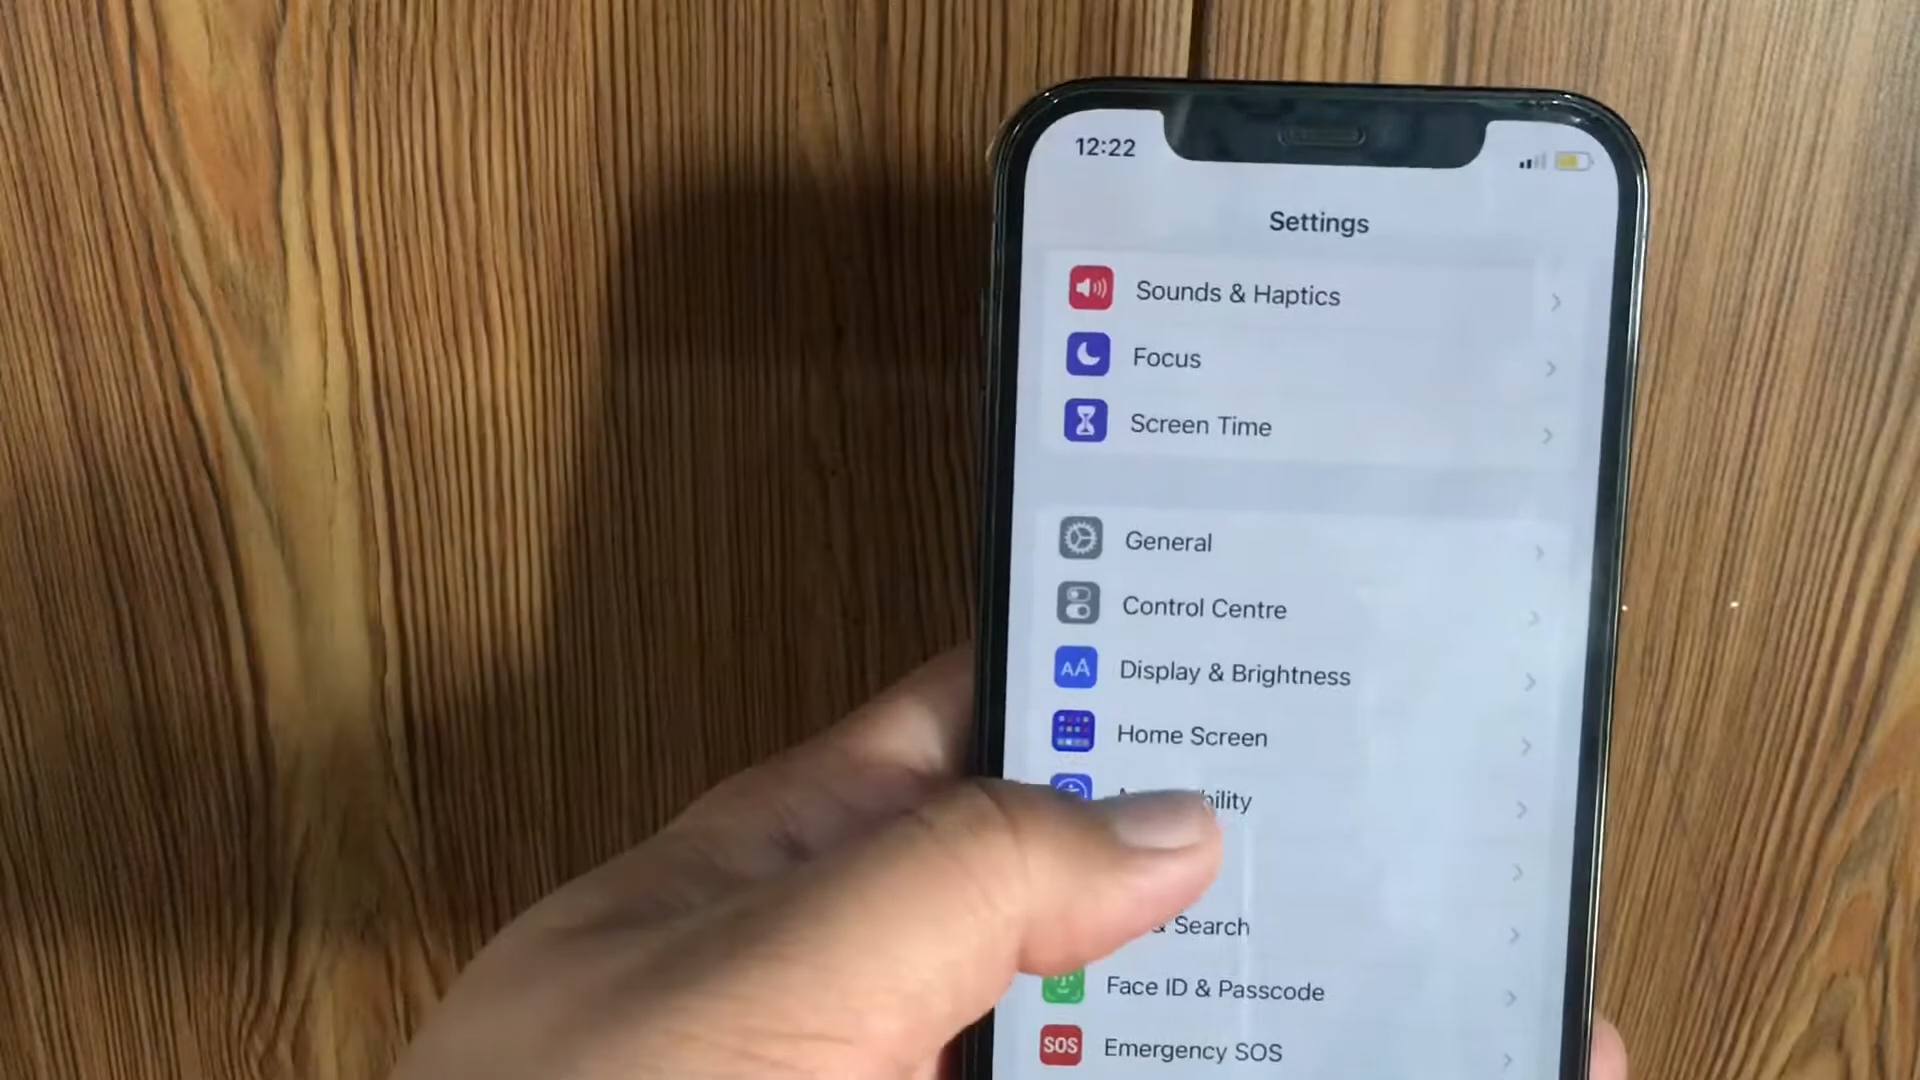 12:22
Settings
Sounds & Haptics
Focus
Screen Time
General
Control Centre
AA Display & Brightness
Home Screen
& Search
Face ID & Passcode
SOS Emergency SOS